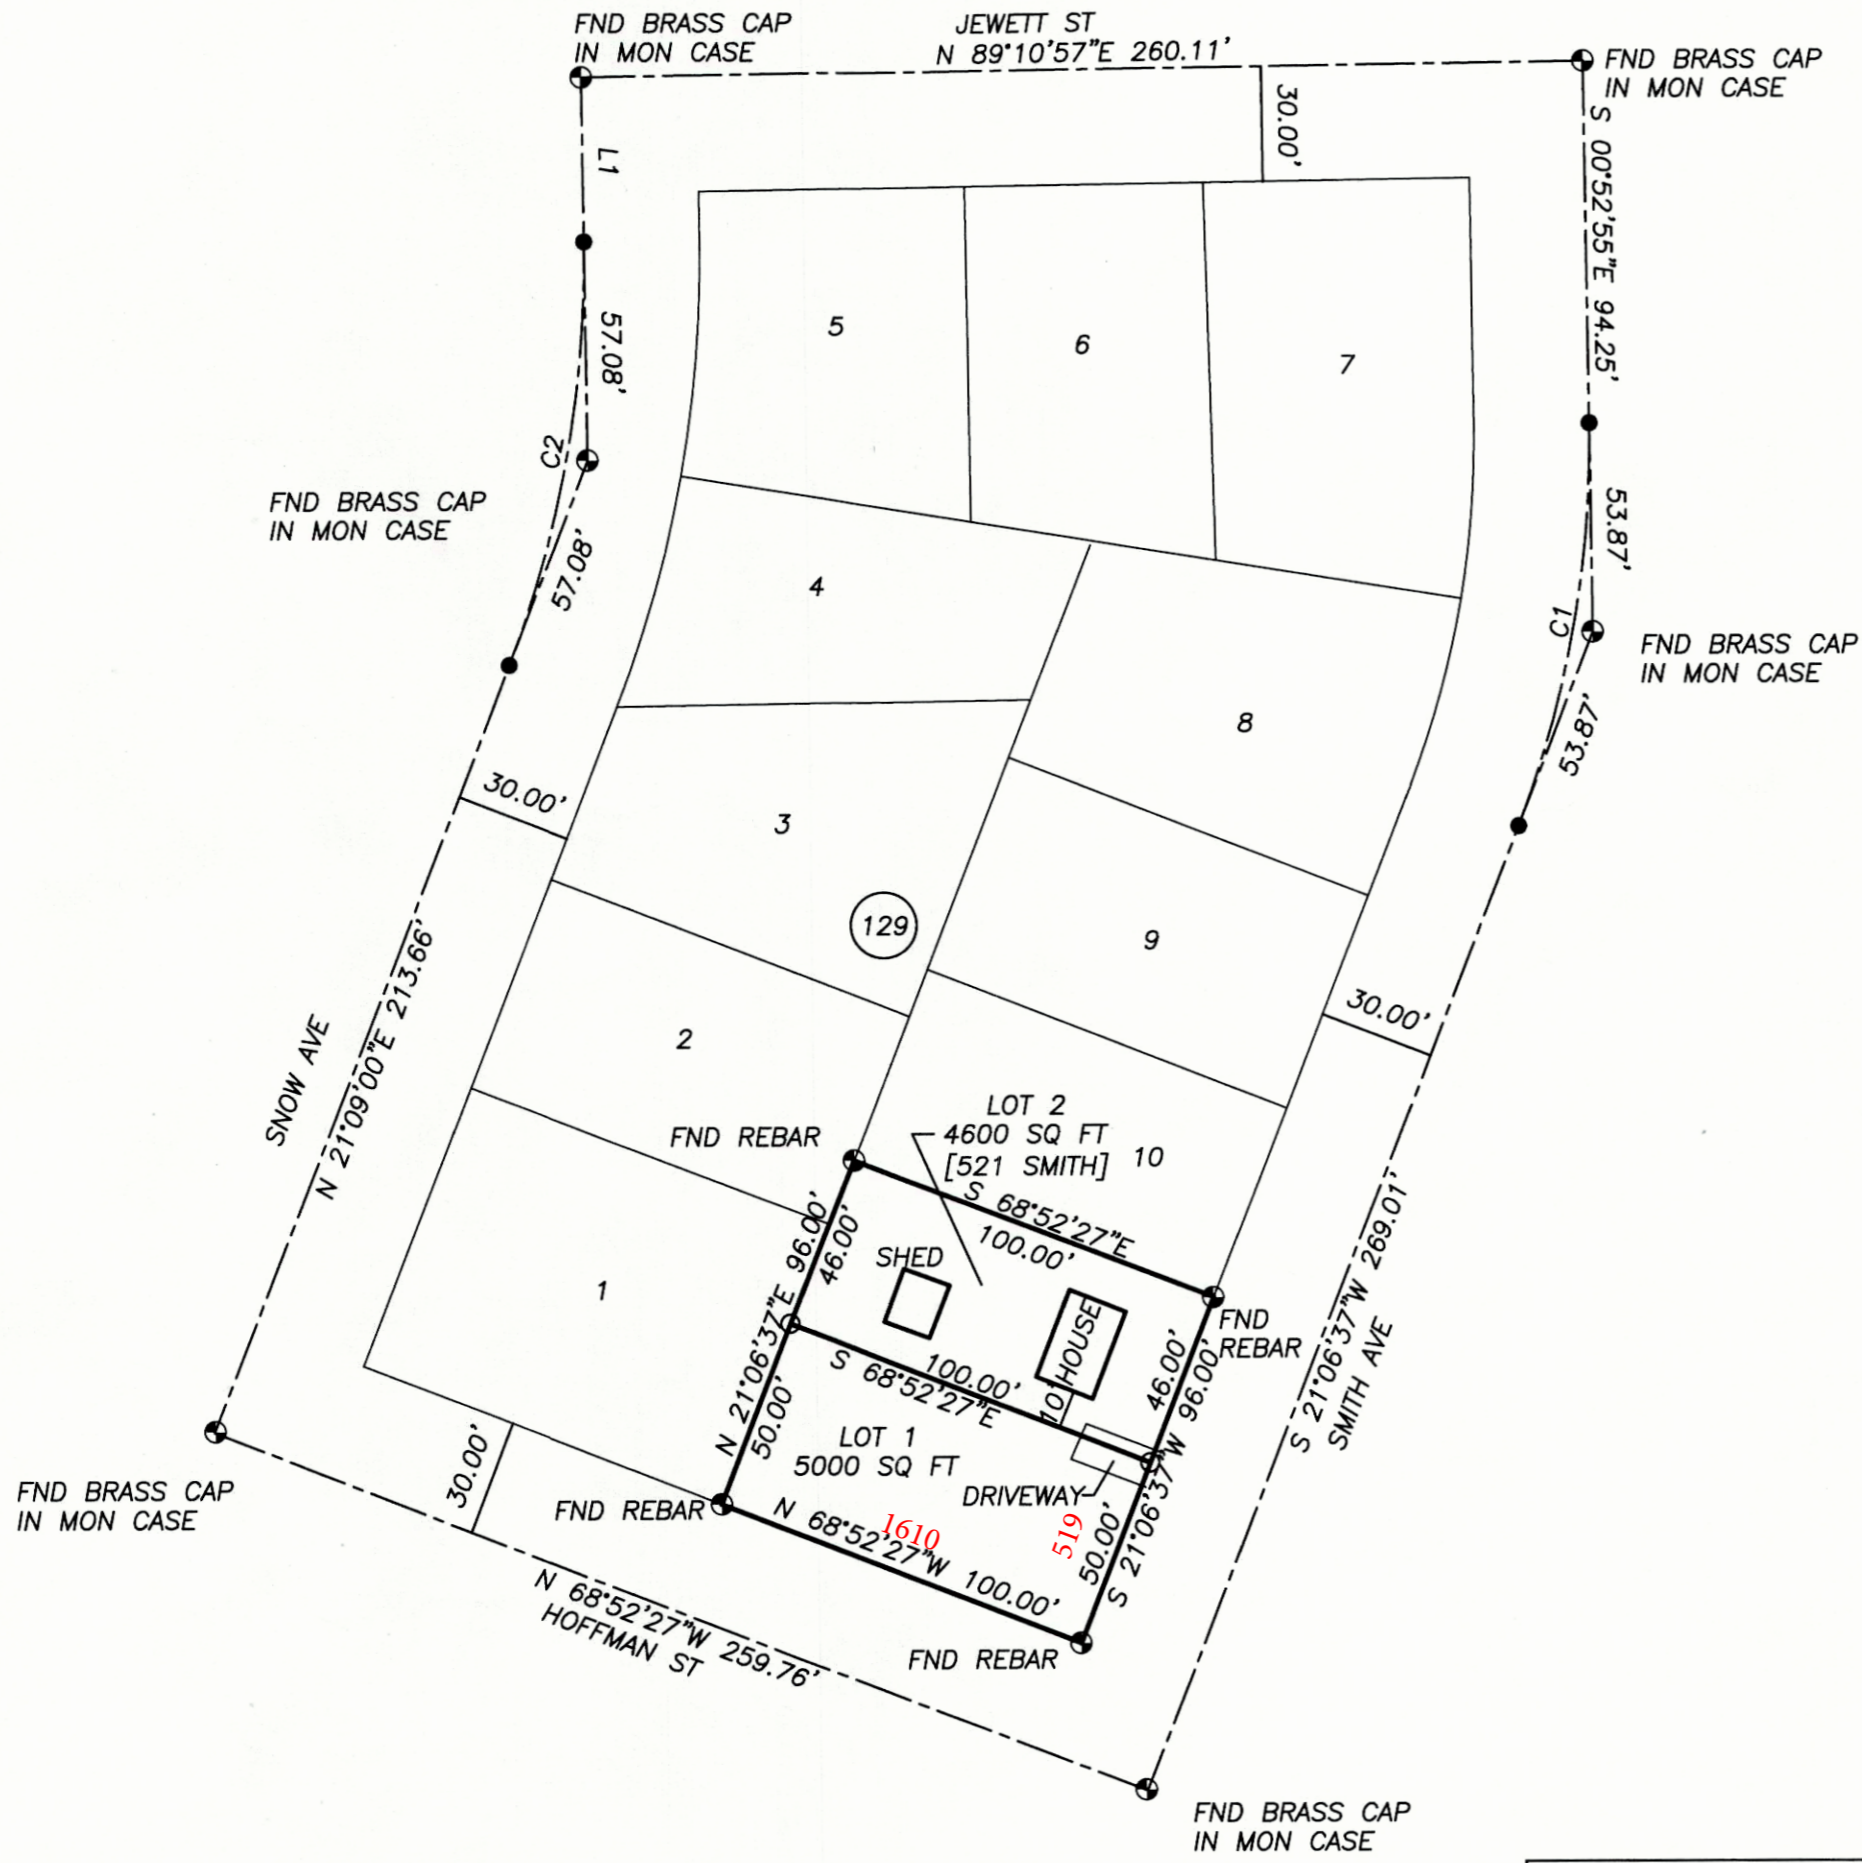 FND BRASS CAP
IN MON CASE
JEWETT ST
N 89°10'57"E 260.11'
FND BRASS CAP
IN MON CASE
30.00'
L1
S 00°52'55"E 94.25'
57.08'
5
6
7
C2
FND BRASS CAP
IN MON CASE
57.08'
53.87'
4
C1
FND BRASS CAP
IN MON CASE
53.87'
8
30.00'
3
129
9
SNOW AVE
N 21°09'00"E 213.66'
30.00'
2
FND REBAR
LOT 2
4600 SQ FT
[521 SMITH]
10
S 68°52'27"E
100.00'
N 21°06'37"E 96.00'
46.00'
SHED
HOUSE
10'
1
FND
REBAR
46.00'
S 21°06'37"W 96.00'
S 21°06'37"W 269.01'
SMITH AVE
100.00'
S 68°52'27"E
50.00'
LOT 1
5000 SQ FT
DRIVEWAY
FND BRASS CAP
IN MON CASE
30.00'
FND REBAR
1610
519
50.00'
N 68°52'27"W 100.00'
N 68°52'27"W 259.76'
HOFFMAN ST
FND REBAR
FND BRASS CAP
IN MON CASE